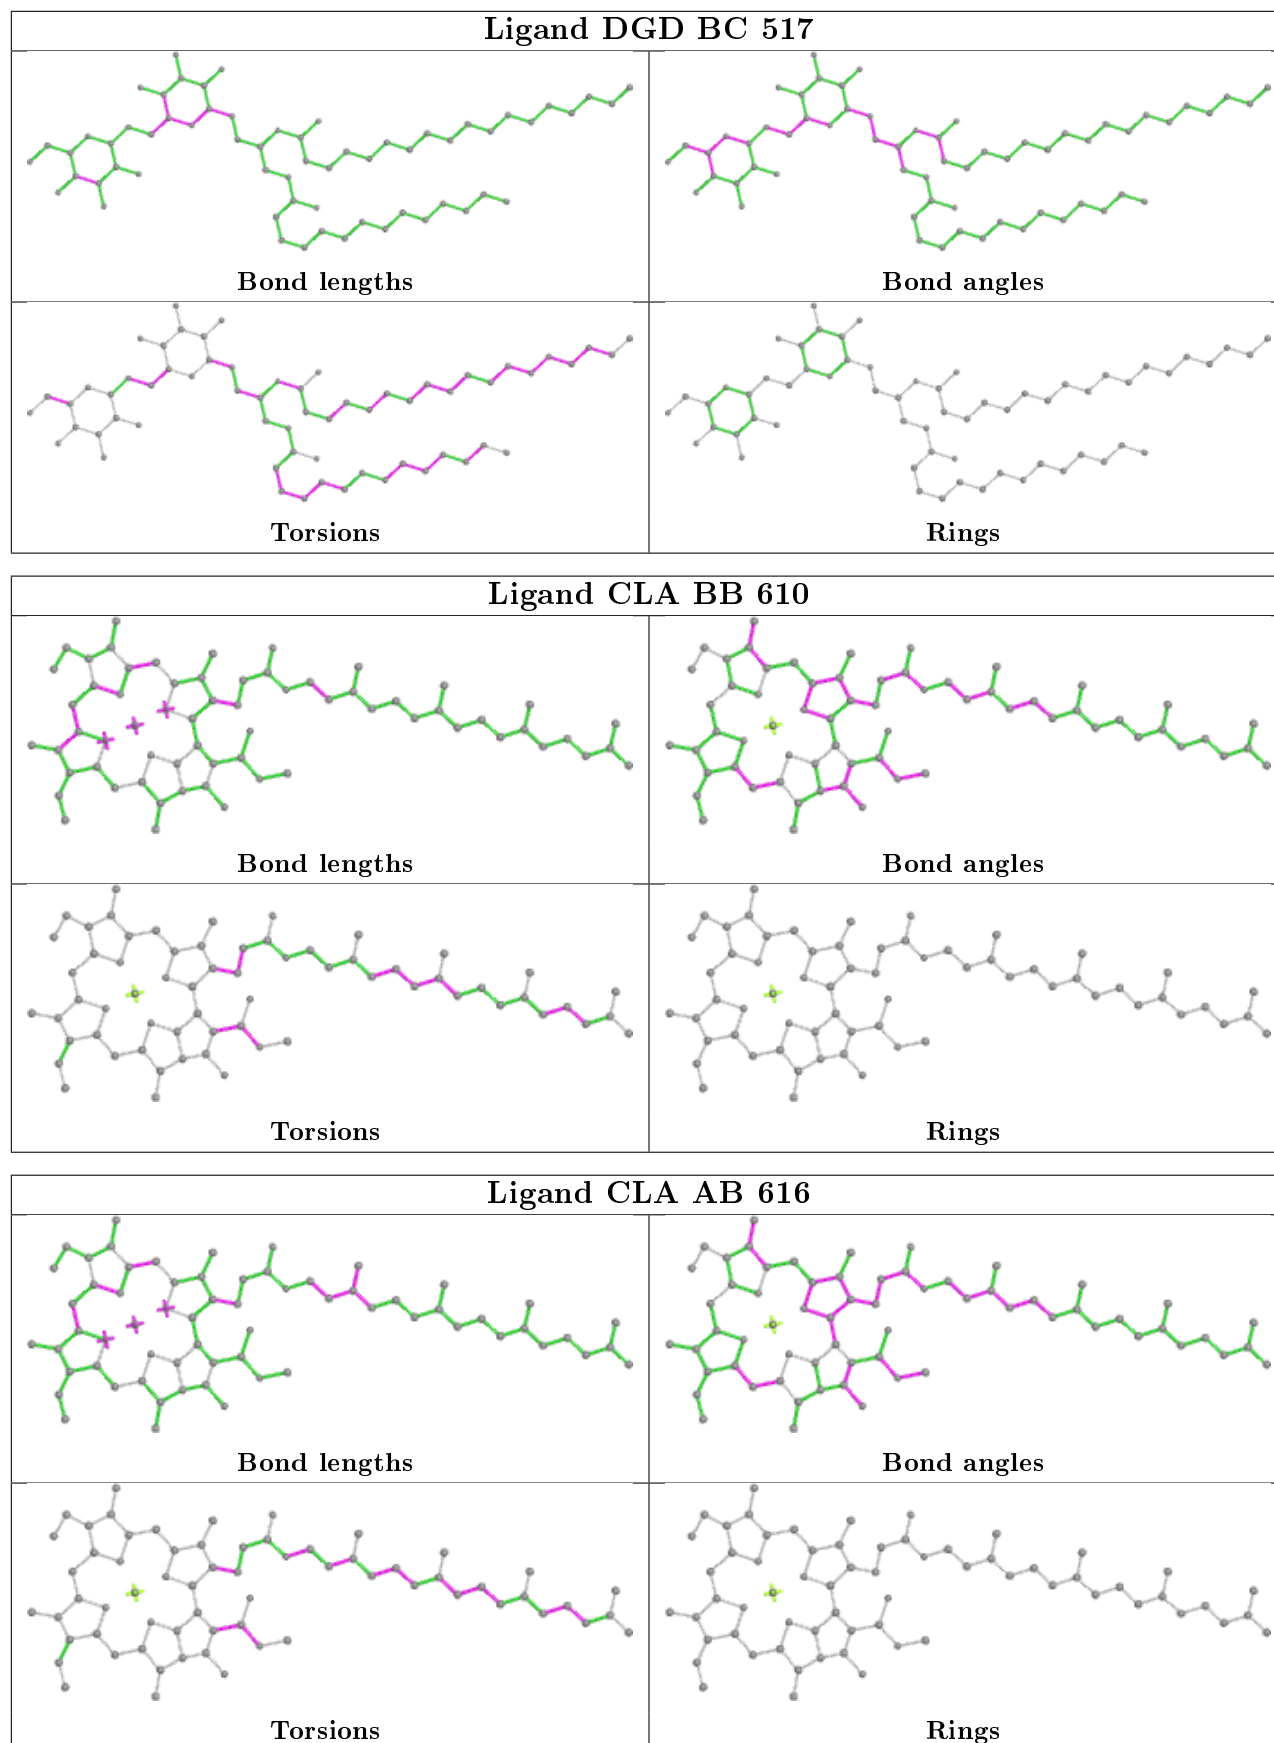 Ligand DGD BC 517
Bond lengths
Bond angles
Torsions
Rings
Ligand CLA BB 610
Bond lengths
Bond angles
Torsions
Rings
Ligand CLA AB 616
Bond lengths
Bond angles
Torsions
Rings